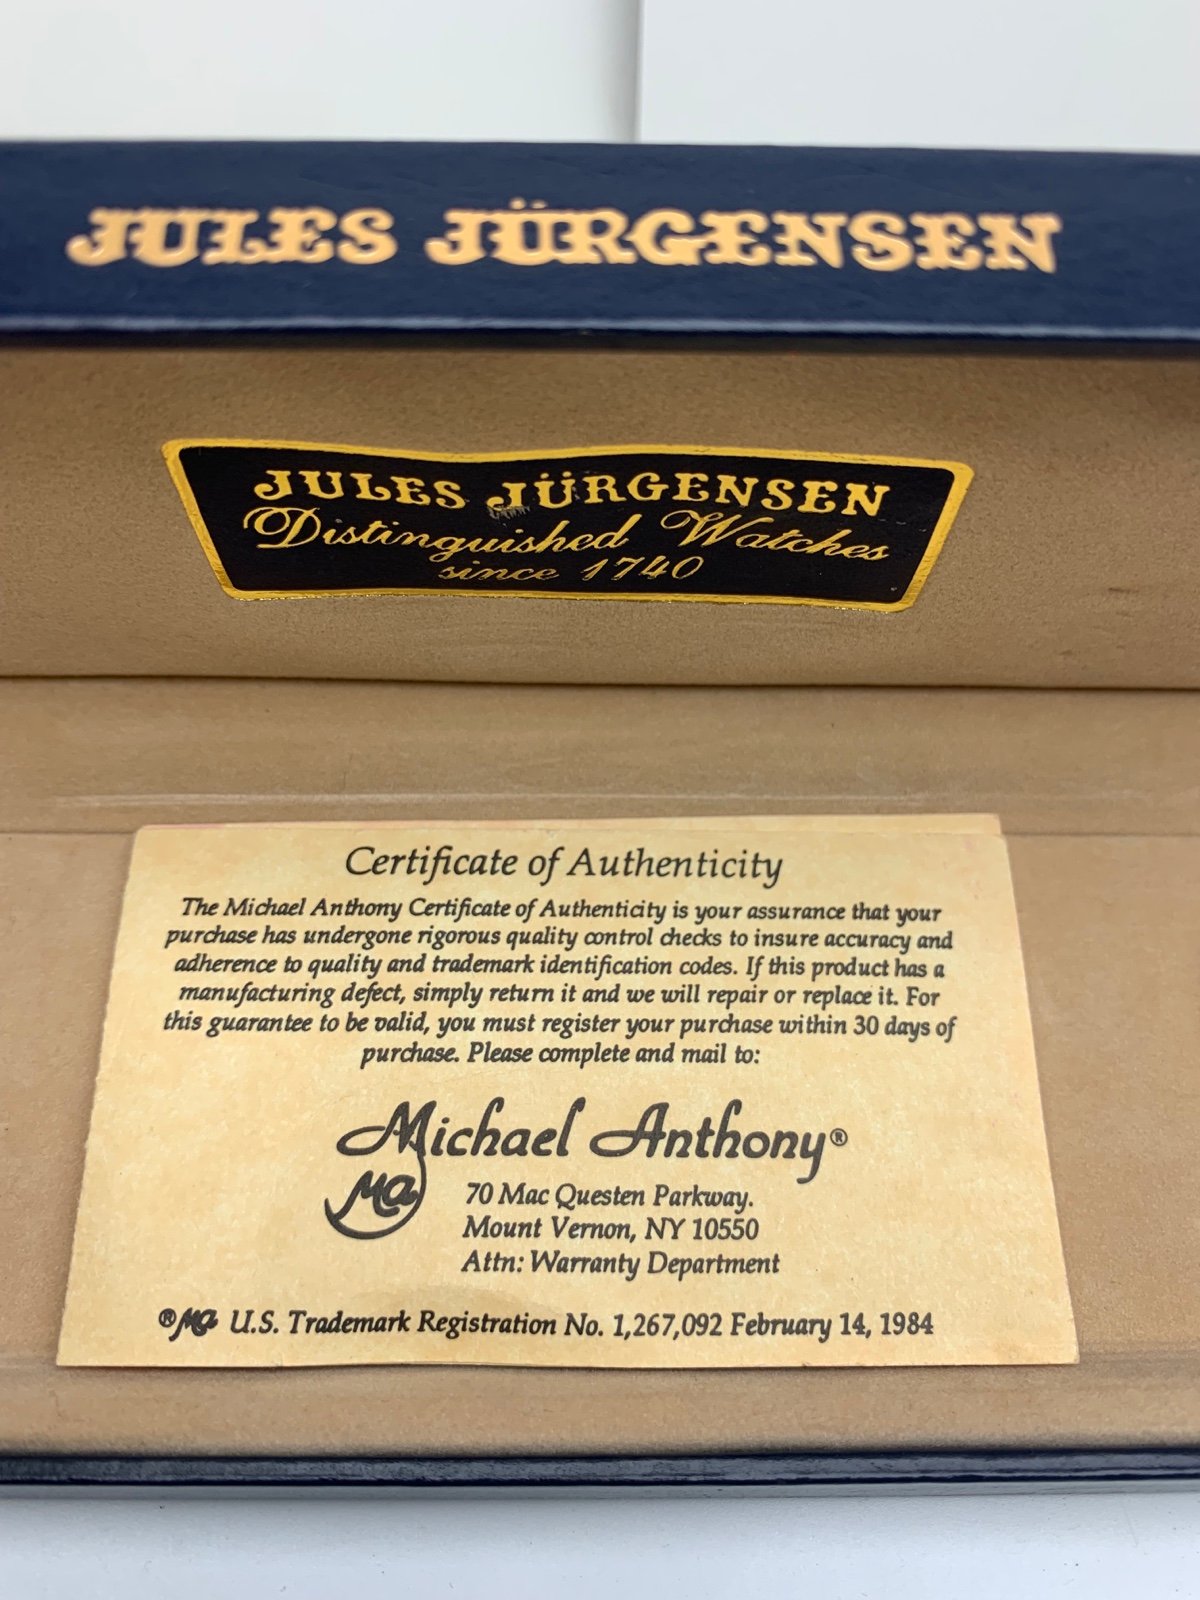 JULES JÜRGENSEN
JULES JÜRGENSEN
Distinguished Watches
since 1740
Certificate of Authenticity
The Michael Anthony Certificate of Authenticity is your assurance that your
purchase has undergone rigorous quality control checks to insure accuracy and
adherence to quality and trademark identification codes. If this product has a
manufacturing defect, simply return it and we will repair or replace it. For
this guarantee to be valid, you must register your purchase within 30 days of
purchase. Please complete and mail to:
Michael Anthony®
MA
70 Mac Questen Parkway.
Mount Vernon, NY 10550
Attn: Warranty Department
®MA U.S. Trademark Registration No. 1,267,092 February 14, 1984